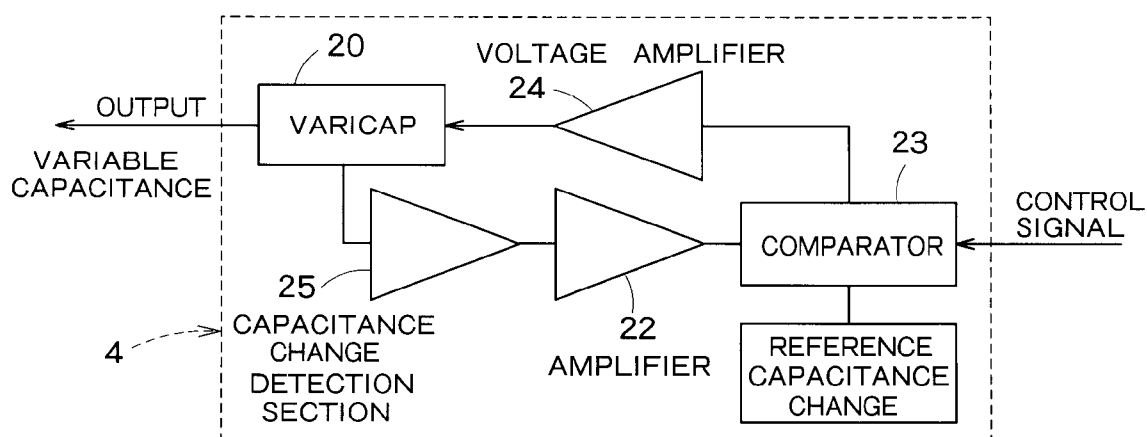 20
VOLTAGE AMPLIFIER
24
OUTPUT
VARICAP
23
VARIABLE
CAPACITANCE
CONTROL
SIGNAL
COMPARATOR
25
22
4
CAPACITANCE
CHANGE
DETECTION
SECTION
AMPLIFIER
REFERENCE
CAPACITANCE
CHANGE